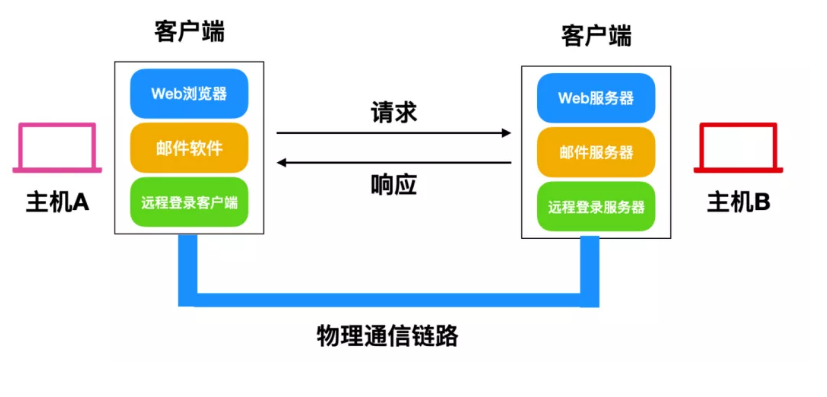 客户端
客户端
Web浏览器
邮件软件
远程登录客户端
请求
响应
Web服务器
邮件服务器
远程登录服务器
主机A
主机B
物理通信链路